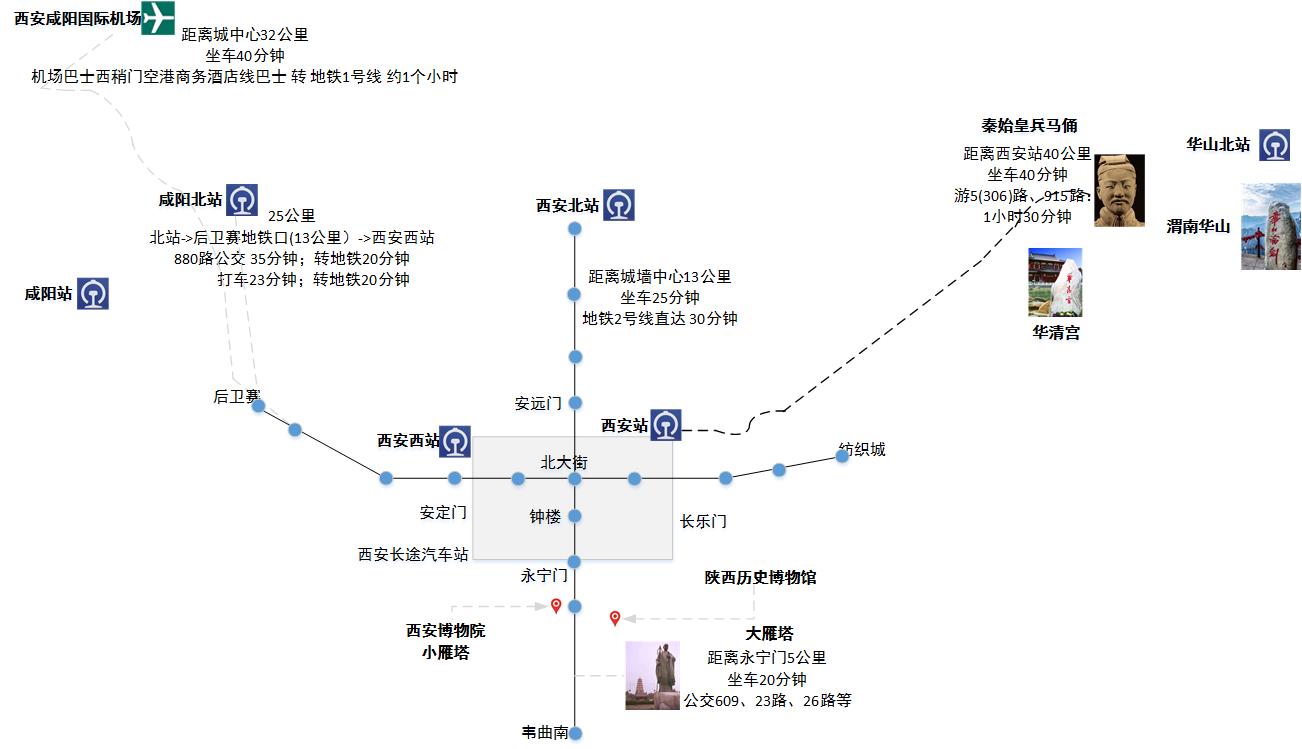 西安咸阳国际机场
距离城中心32公里
坐车40分钟
机场巴士西稍门空港商务酒店线巴士 转 地铁1号线 约1个小时
秦始皇兵马俑
距离西安站40公里
坐车40分钟
游5(306)路、915路：
1小时30分钟
华山北站
渭南华山
华清宫
咸阳北站
25公里
北站->后卫赛地铁口(13公里）->西安西站
880路公交 35分钟；转地铁20分钟
打车23分钟；转地铁20分钟
咸阳站
西安北站
距离城墙中心13公里
坐车25分钟
地铁2号线直达 30分钟
后卫赛
安远门
西安站
西安西站
北大街
纺织城
安定门
钟楼
长乐门
西安长途汽车站
永宁门
陕西历史博物馆
西安博物院
小雁塔
大雁塔
距离永宁门5公里
坐车20分钟
公交609、23路、26路等
韦曲南